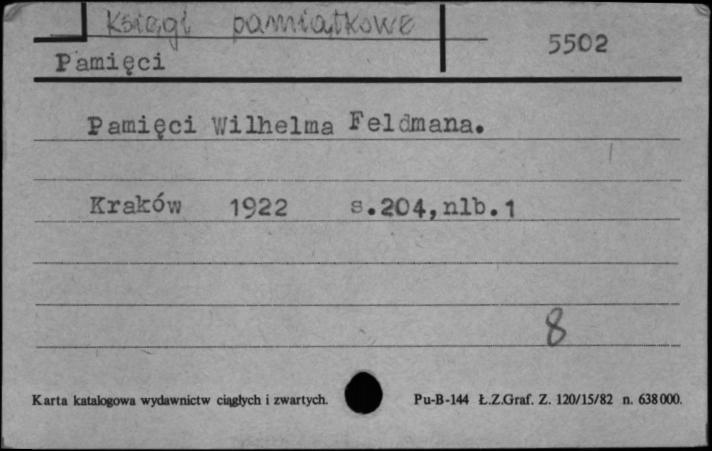 Księgi pamiątkowe
5502
Pamięci
Pamięci Wilhelma Feldmana.
Kraków 1922 s.204,nlb.1
8
Karta katalogowa wydawnictw ciągłych i zwartych. Pu-B-144 Ł.Z.Graf. Z. 120/15/82 n. 638000.